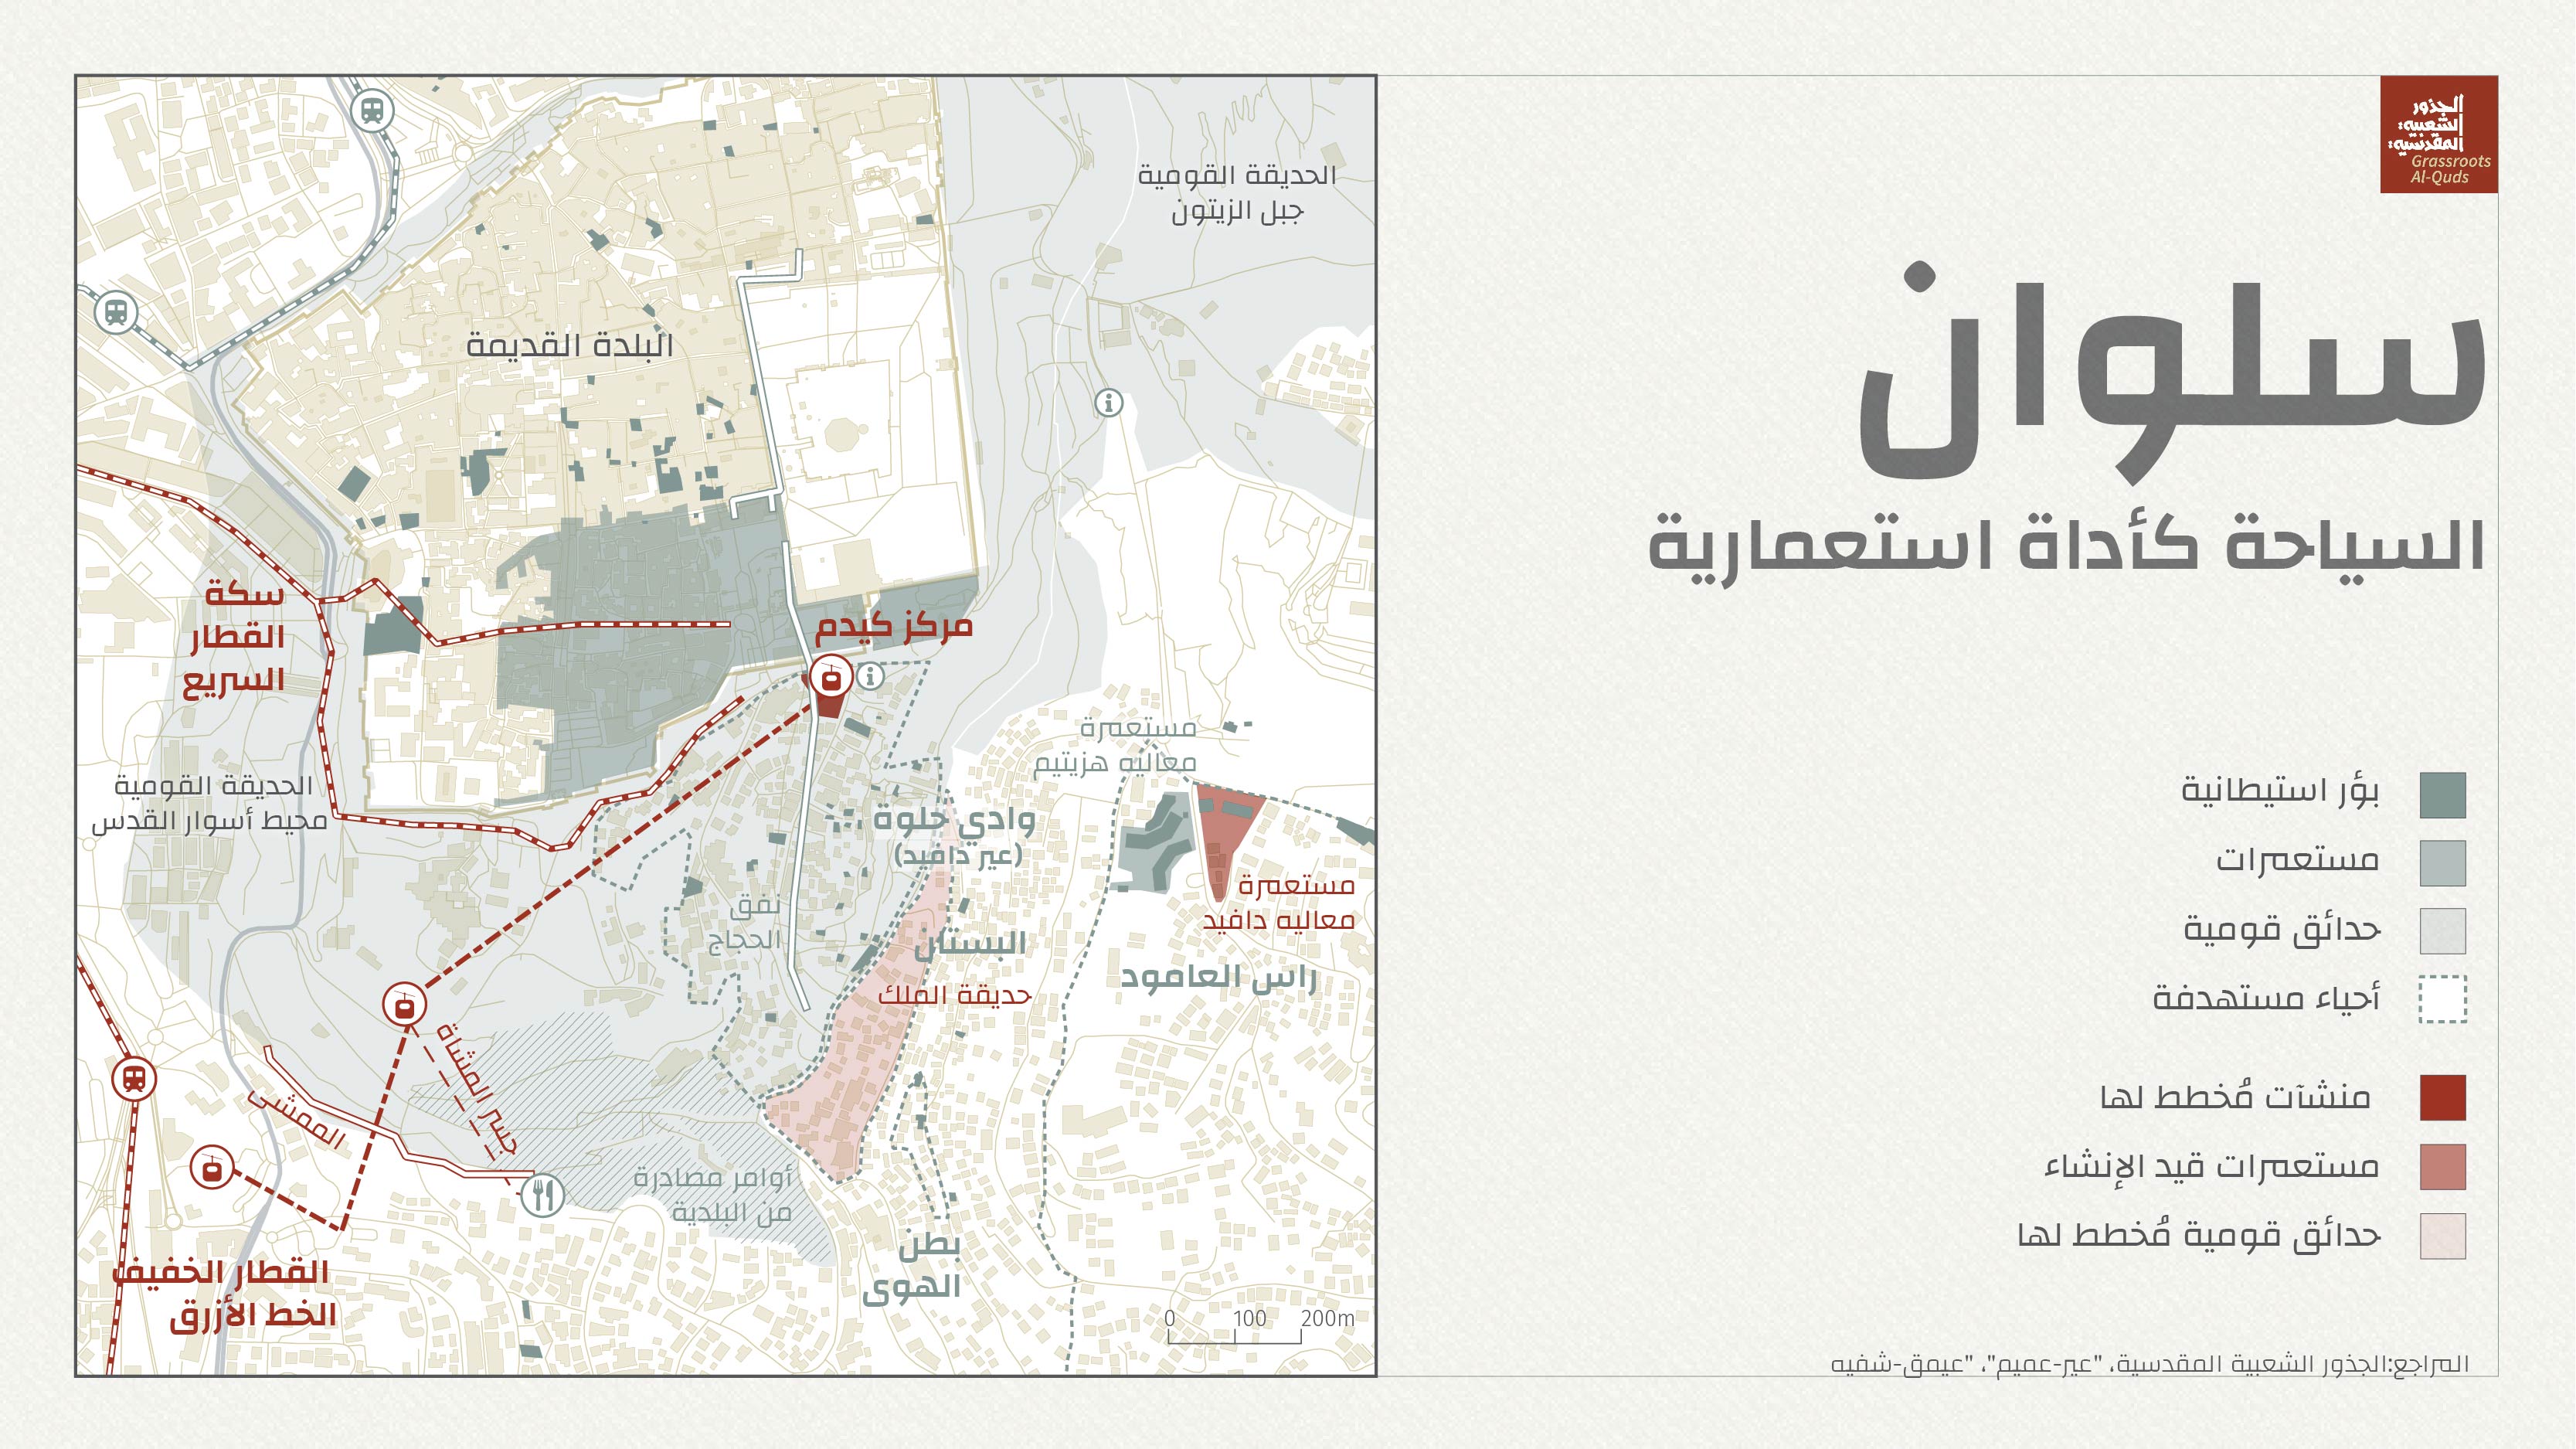 الجذور
الشعبية
المقدسية
Grassroots
Al-Quds
سلوان
السياحة كأداة استعمارية
بؤر استيطانية
مستعمرات
حدائق قومية
أحياء مستهدفة
منشآت مُخطط لها
مستعمرات قيد الإنشاء
حدائق قومية مُخطط لها
المراجع:الجذور الشعبية المقدسية، "عير-عميم"، "عيمق-شفيه
الحديقة القومية
جبل الزيتون
البلدة القديمة
سكة
القطار
السريع
مركز كيدم
مستعمرة
معاليه هزيتيم
الحديقة القومية
محيط أسوار القدس
وادي حلوة
(عير دافيد)
مستعمرة
معاليه دافيد
نفق
الحجاج
البستان
حديقة الملك
راس العامود
جسر المشاة
الممشى
أوامر مصادرة
من البلدية
بطن
الهوى
القطار الخفيف
الخط الأزرق
0 100 200m